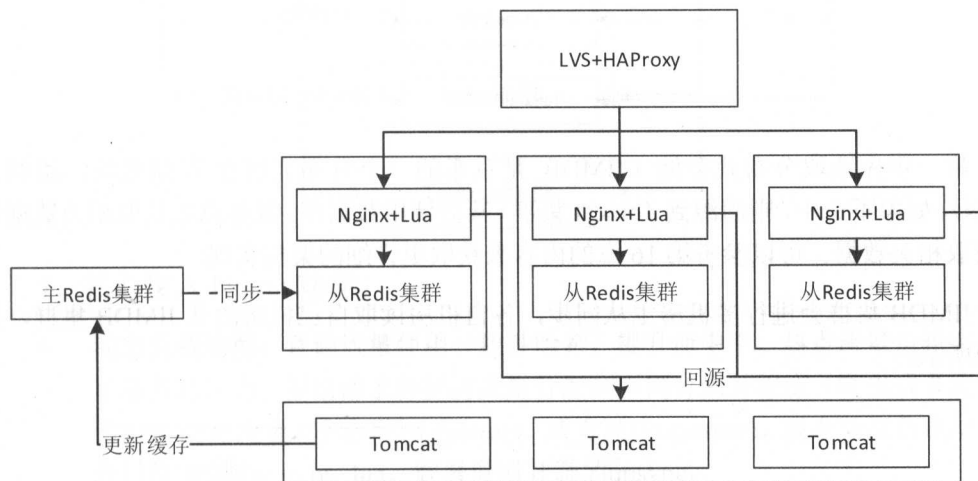 LVS+HAProxy
Nginx+Lua
Nginx+Lua
Nginx+Lua
主Redis集群
同步
从Redis集群
从Redis集群
从Redis集群
回源
更新缓存
Tomcat
Tomcat
Tomcat